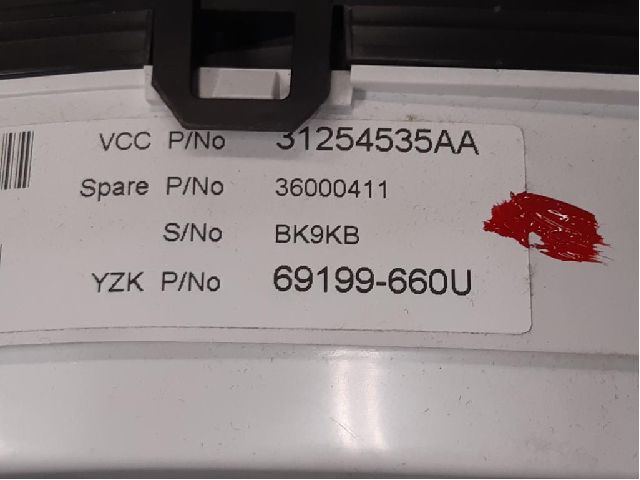 VCC P/No 31254535AA
Spare P/No 36000411
S/No BK9KB
YZK P/No 69199-660U